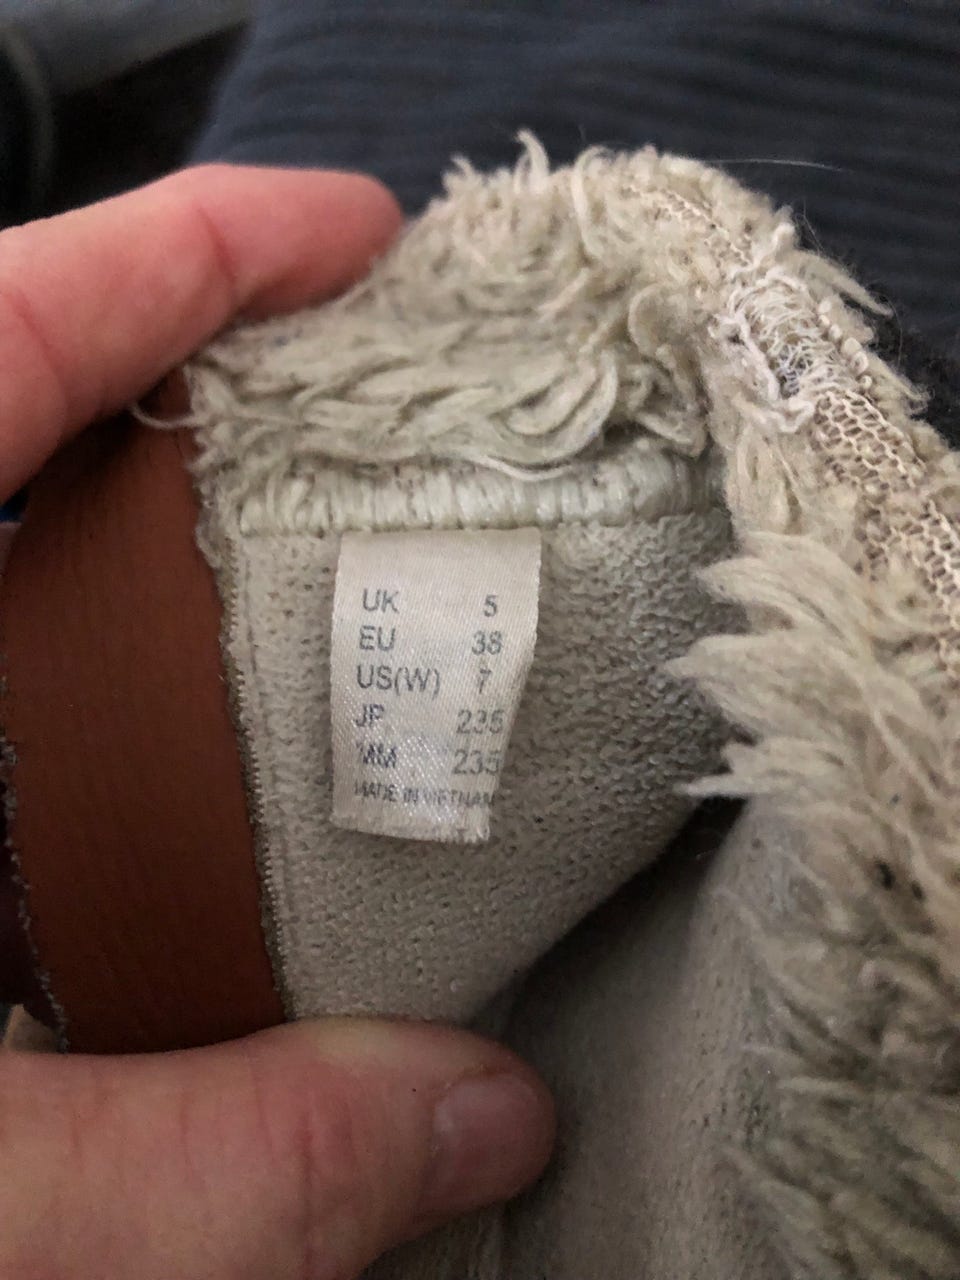 UK 5
EU 38
US(W) 7
JP 235
MM 235
MADE IN VIETNAM